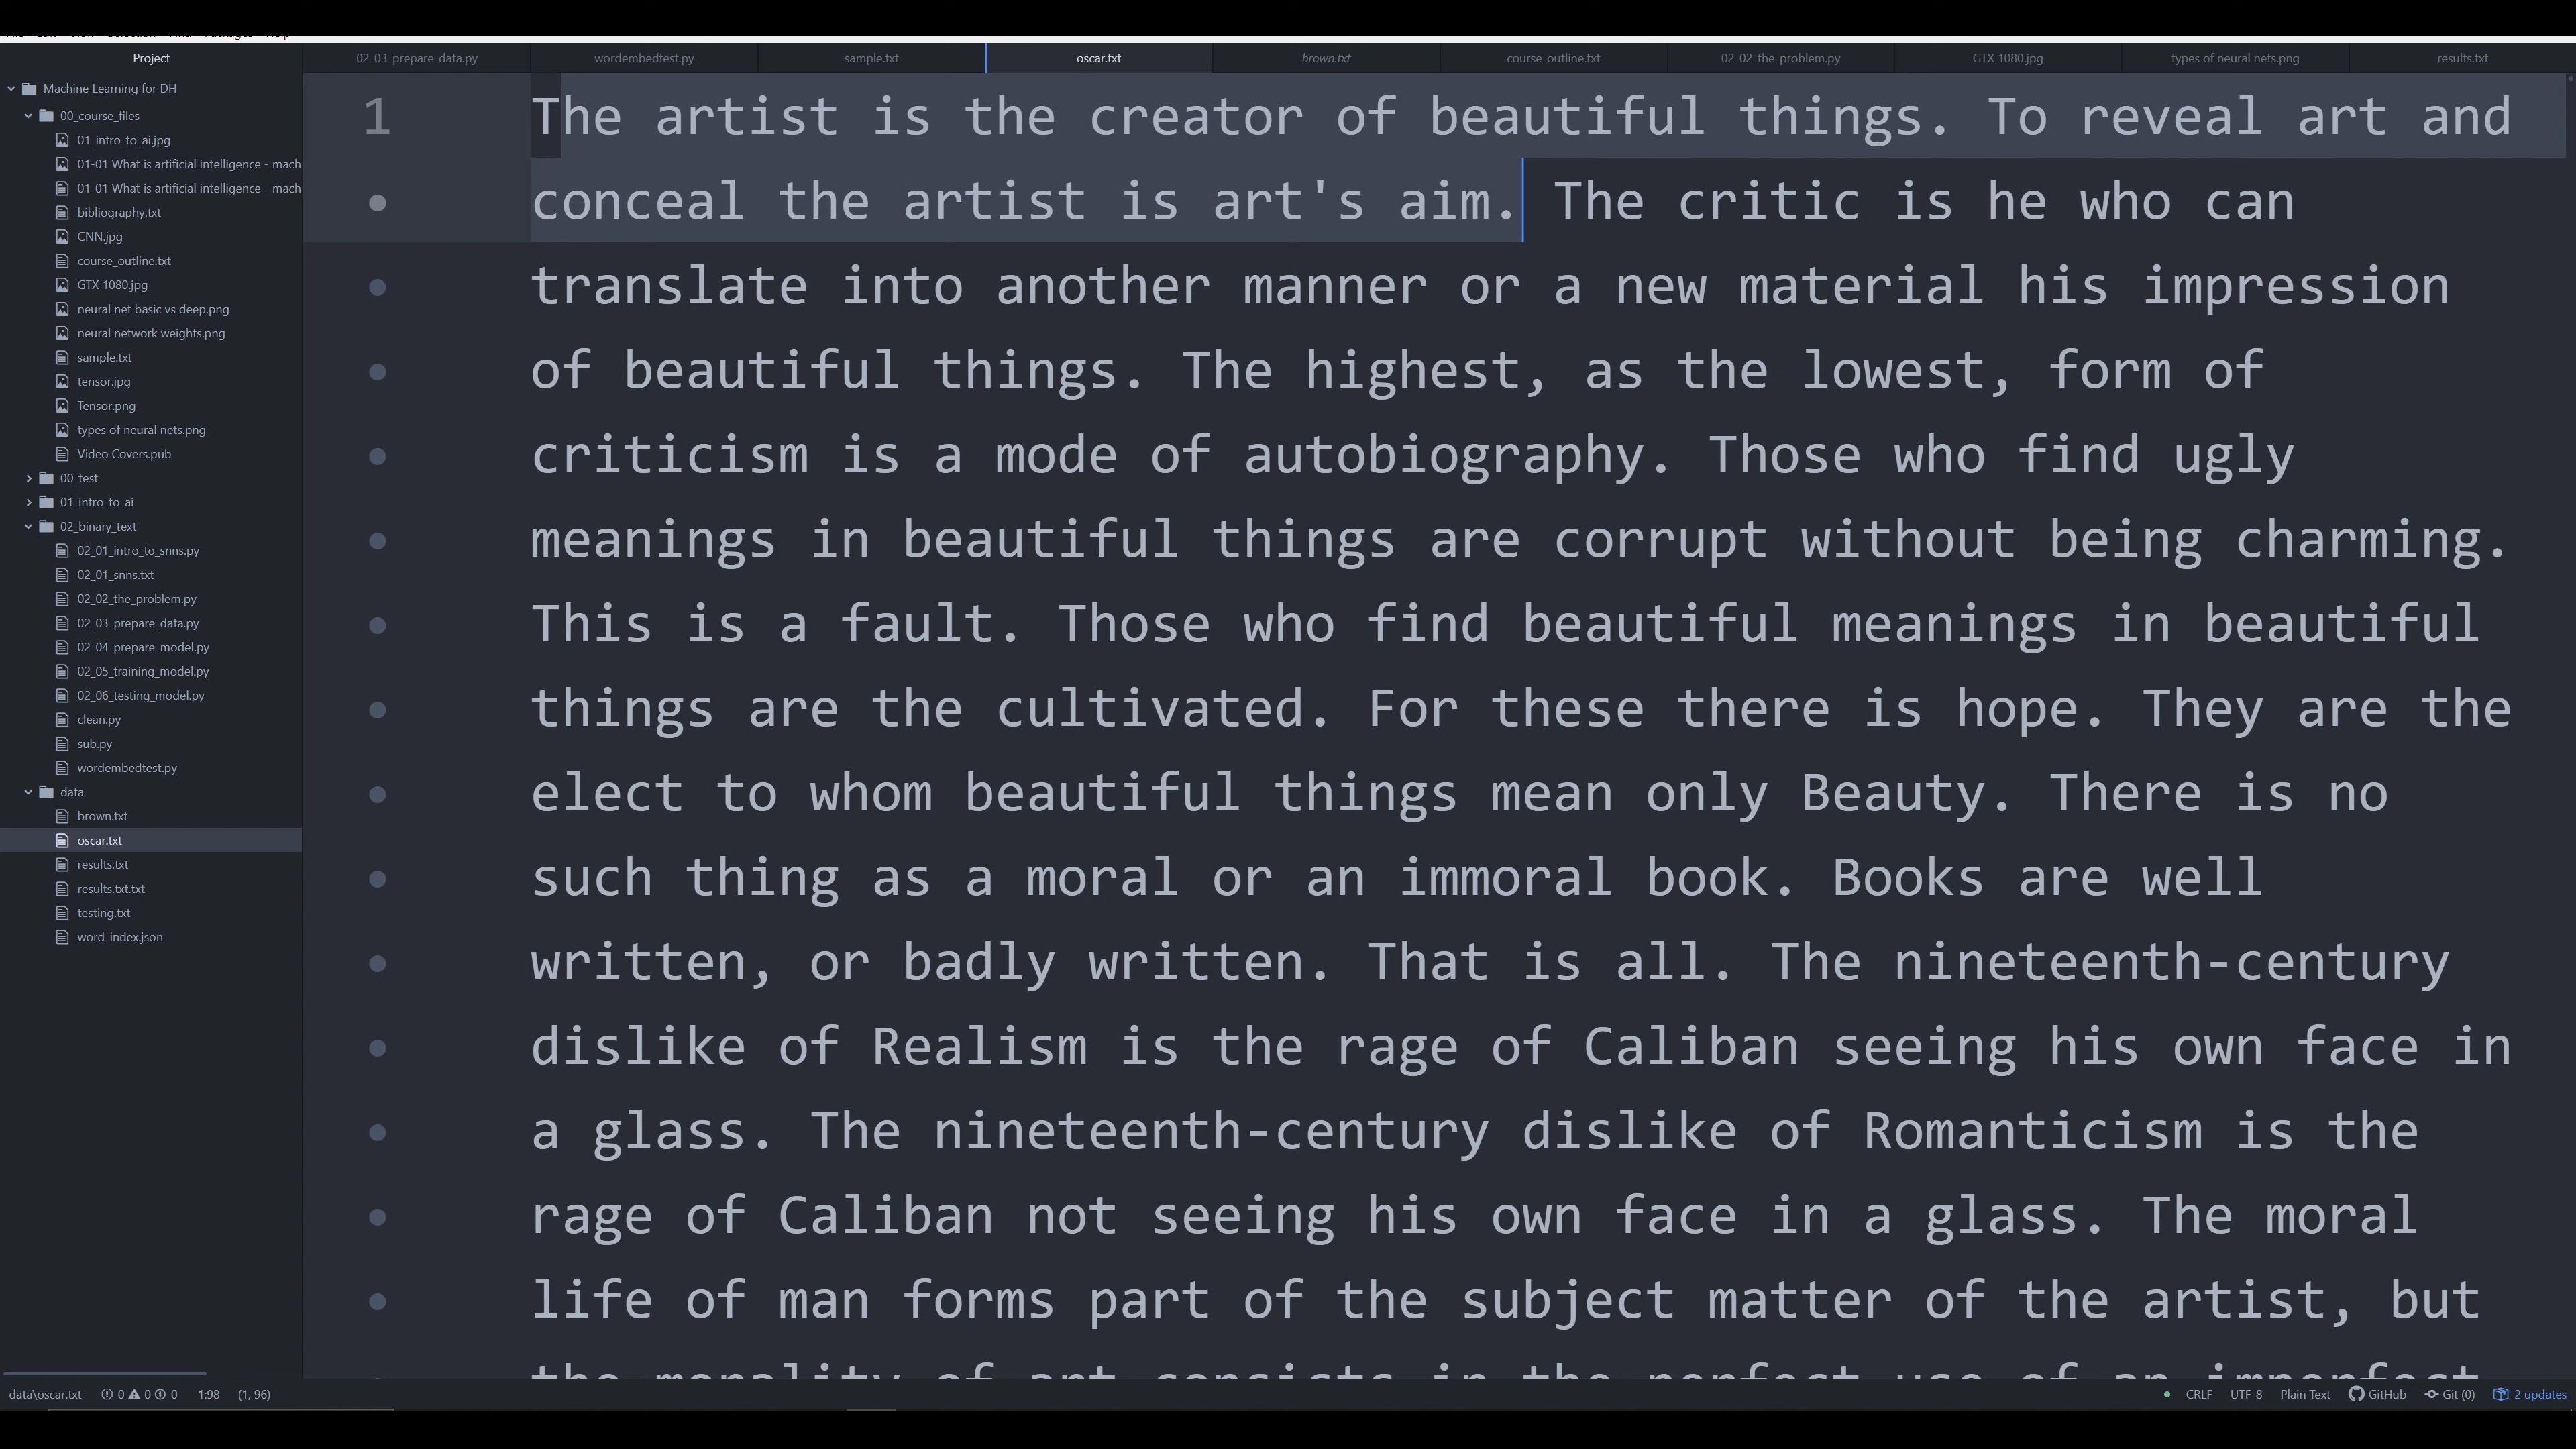 Project
02_03_prepare_data.py
wordembedtest.py
sample.txt
oscar.txt
brown.txt
course_outline.txt
02_02_the_problem.py
GTX 1080.jpg
types of neural nets.png
results.txt
Machine Learning for DH
00_course_files
01_intro_to_ai.jpg
01-01 What is artificial intelligence - mach
01-01 What is artificial intelligence - mach
bibliography.txt
CNN.jpg
course_outline.txt
GTX 1080.jpg
neural net basic vs deep.png
neural network weights.png
sample.txt
tensor.jpg
Tensor.png
types of neural nets.png
Video Covers.pub
00_test
01_intro_to_ai
02_binary_text
02_01_intro_to_snns.py
02_01_snns.txt
02_02_the_problem.py
02_03_prepare_data.py
02_04_prepare_model.py
02_05_training_model.py
02_06_testing_model.py
clean.py
sub.py
wordembedtest.py
data
brown.txt
oscar.txt
results.txt
results.txt.txt
testing.txt
word_index.json
1
The artist is the creator of beautiful things. To reveal art and
conceal the artist is art's aim. The critic is he who can
translate into another manner or a new material his impression
of beautiful things. The highest, as the lowest, form of
criticism is a mode of autobiography. Those who find ugly
meanings in beautiful things are corrupt without being charming.
This is a fault. Those who find beautiful meanings in beautiful
things are the cultivated. For these there is hope. They are the
elect to whom beautiful things mean only Beauty. There is no
such thing as a moral or an immoral book. Books are well
written, or badly written. That is all. The nineteenth-century
dislike of Realism is the rage of Caliban seeing his own face in
a glass. The nineteenth-century dislike of Romanticism is the
rage of Caliban not seeing his own face in a glass. The moral
life of man forms part of the subject matter of the artist, but
the morality of art consists in the perfect use of an imperfect
data\oscar.txt 0 0 0 1:98 (1, 96)
CRLF UTF-8 Plain Text GitHub Git (0) 2 updates